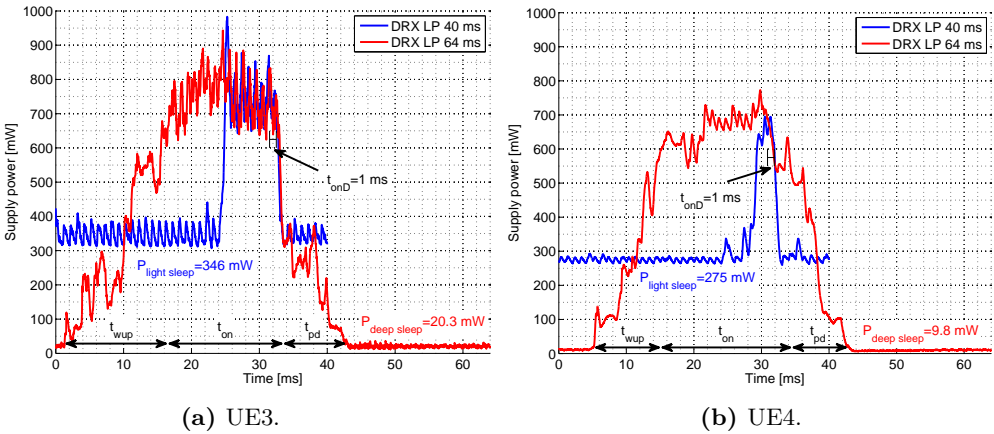 1000
900
800
700
600
500
400
300
200
100
0
Supply power [mW]
DRX LP 40 ms
DRX LP 64 ms
t_onD=1 ms
P_light sleep=346 mW
P_deep sleep=20.3 mW
t_wup
t_on
t_pd
0 10 20 30 40 50 60
Time [ms]
(a) UE3.
1000
900
800
700
600
500
400
300
200
100
0
Supply power [mW]
DRX LP 40 ms
DRX LP 64 ms
t_onD=1 ms
P_light sleep=275 mW
P_deep sleep=9.8 mW
t_wup
t_on
t_pd
0 10 20 30 40 50 60
Time [ms]
(b) UE4.